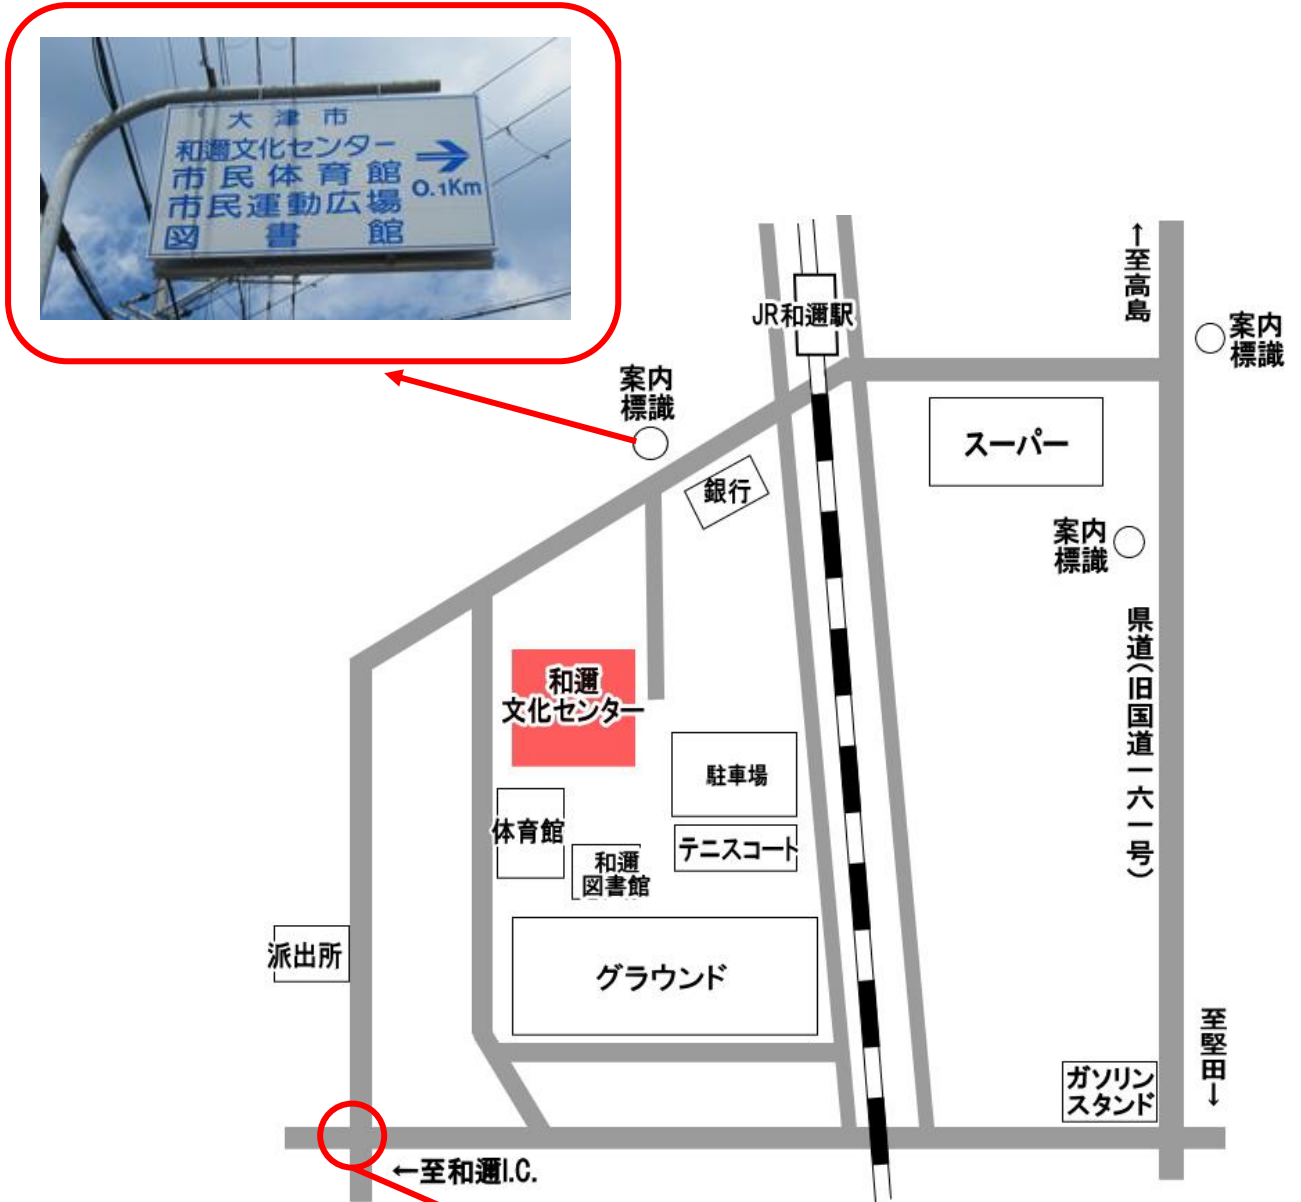 大津市
和邇文化センター
市民体育館
市民運動広場
図書館
0.1Km
↑至高島
JR和邇駅
案内
標識
案内
標識
スーパー
銀行
案内
標識
県道(旧国道一六一号)
和邇
文化センター
駐車場
体育館
テニスコート
和邇
図書館
派出所
グラウンド
至堅田↓
ガソリン
スタンド
←至和邇I.C.